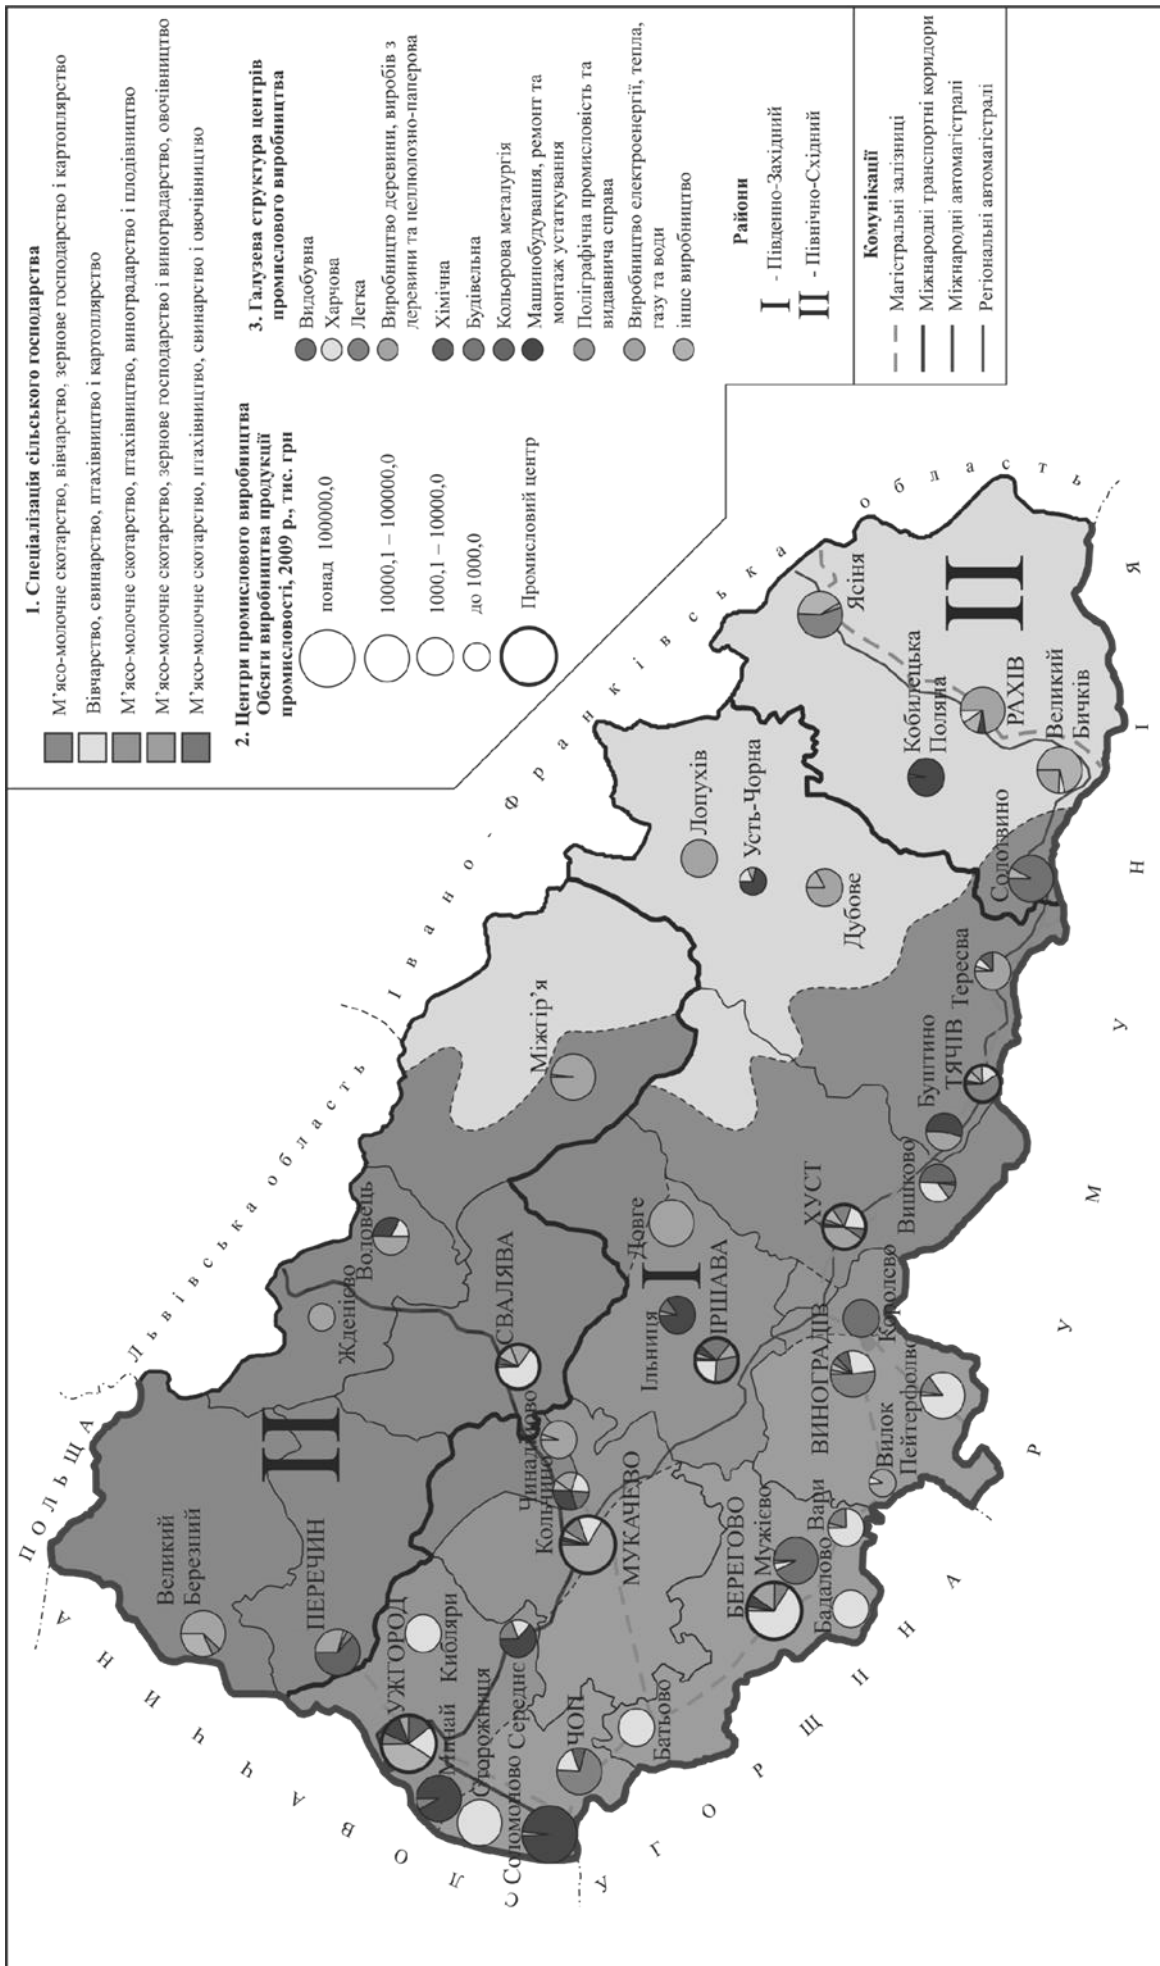 1. Спеціалізація сільського господарства
М'ясо-молочне скотарство, вівчарство, зернове господарство і картоплярство
Вівчарство, свинарство, птахівництво і картоплярство
М'ясо-молочне скотарство, птахівництво, виноградарство і плодівництво
М'ясо-молочне скотарство, зернове господарство і виноградарство, овочівництво
М'ясо-молочне скотарство, птахівництво, свинарство і овочівництво
2. Центри промислового виробництва
Обсяги виробництва продукції
промисловості, 2009 р., тис. грн
понад 100000,0
10000,1 – 100000,0
1000,1 – 10000,0
до 1000,0
Промисловий центр
3. Галузева структура центрів
промислового виробництва
Видобувна
Харчова
Легка
Виробництво деревини, виробів з
деревини та целлюлозно-паперова
Хімічна
Будівельна
Кольорова металургія
Машинобудування, ремонт та
монтаж устаткування
Поліграфічна промисловість та
видавнича справа
Виробництво електроенергії, тепла,
газу та води
інше виробництво
Райони
I - Південно-Західний
II - Північно-Східний
Комунікації
Магістральні залізниці
Міжнародні транспортні коридори
Міжнародні автомагістралі
Регіональні автомагістралі
ПОЛЬЩА
Львівська область
Івано-Франківська область
СЛОВАЧЧИНА
УГОРЩИНА
РУМУНІЯ
II
I
II
Великий
Березний
ПЕРЕЧИН
Жденієво
Воловець
СВАЛЯВА
Міжгір'я
УЖГОРОД
Минай
Сторожниця
Соломоново
Кибляри
Середнє
ЧОП
Батьово
Чинадійово
Кольчино
МУКАЧЕВО
БЕРЕГОВО
Мужієво
Бадалово
Вари
Вилок
Пейтерфолво
ВИНОГРАДІВ
Королево
Ільниця
ІРШАВА
Довге
ХУСТ
Вишково
Буштино
ТЯЧІВ
Тересва
Солотвино
Лопухів
Усть-Чорна
Дубове
Кобилецька
Поляна
РАХІВ
Великий
Бичків
Ясіня